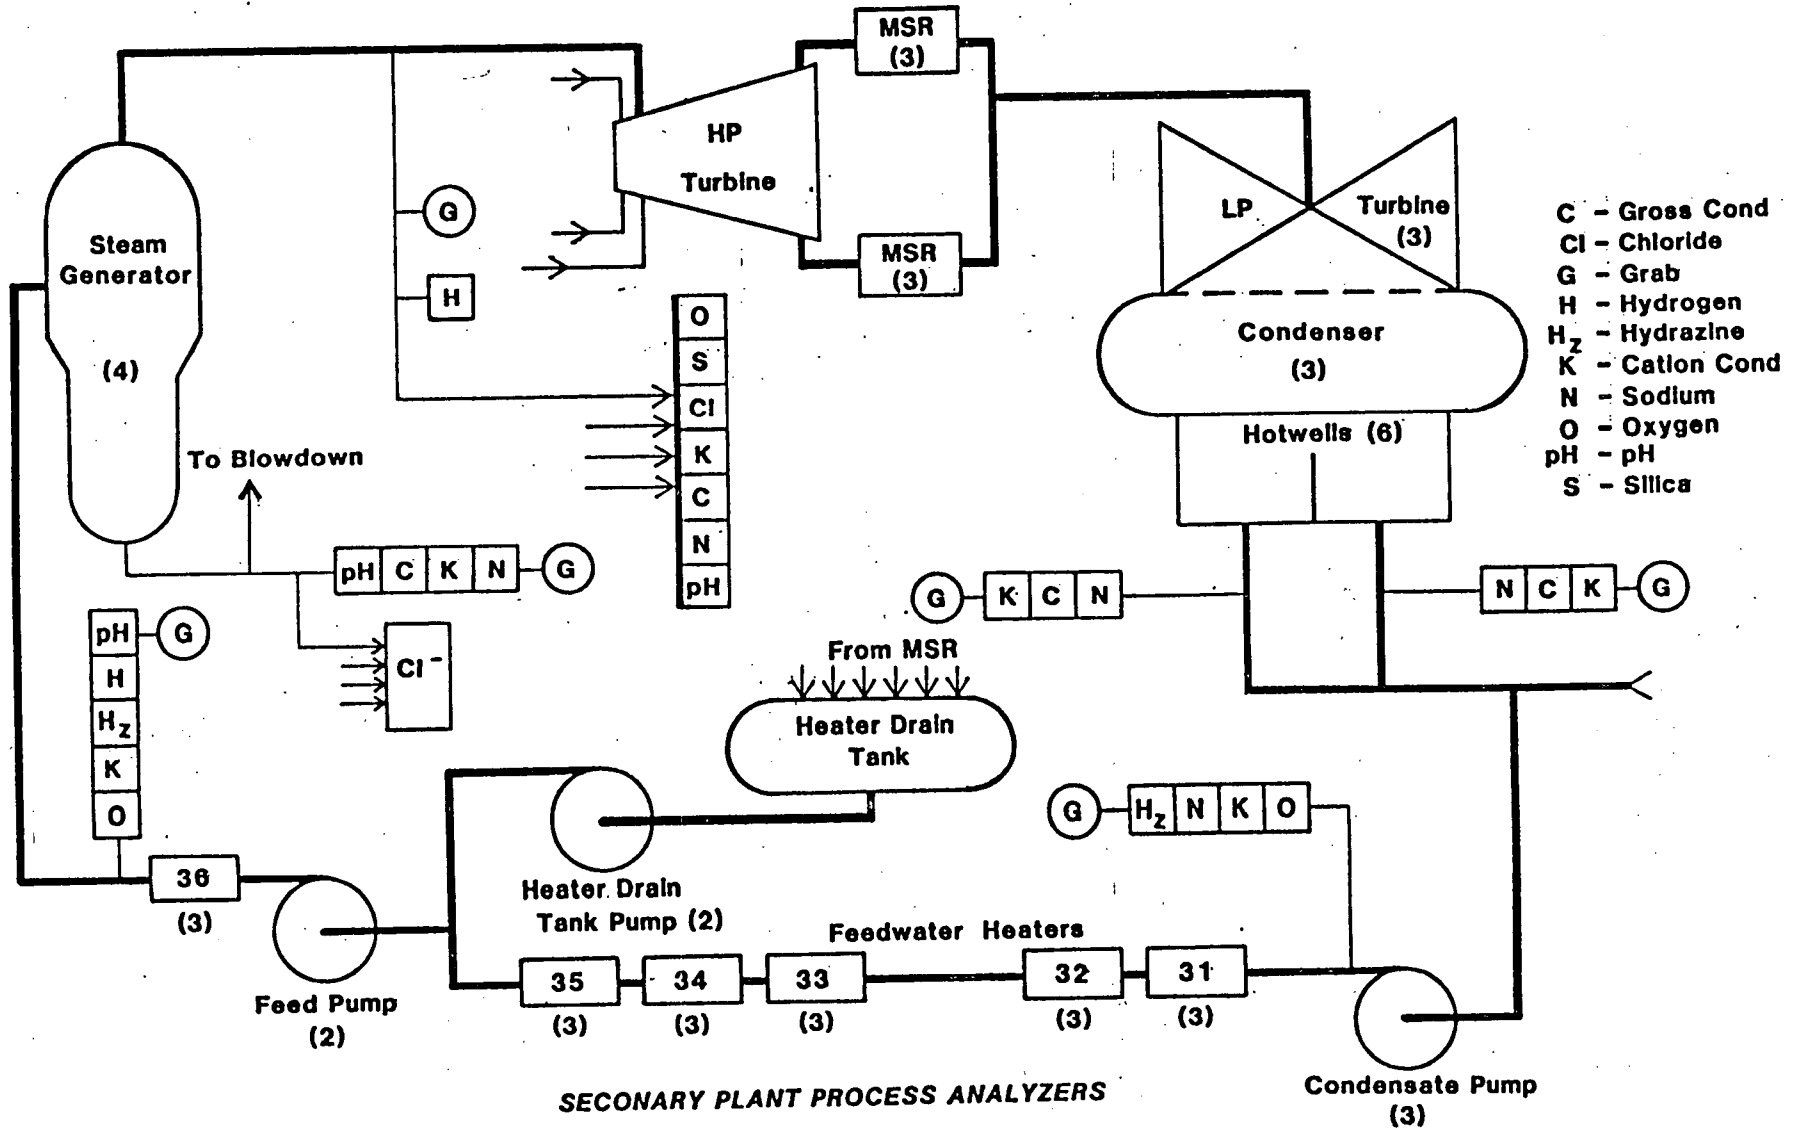 MSR
(3)
HP
Turbine
MSR
(3)
LP
Turbine
(3)
Steam
Generator
(4)
G
H
O
S
Cl
K
C
N
pH
Condenser
(3)
Hotwells (6)
C - Gross Cond
Cl - Chloride
G - Grab
H - Hydrogen
Hz - Hydrazine
K - Cation Cond
N - Sodium
O - Oxygen
pH - pH
S - Silica
To Blowdown
pH C K N G
Cl-
pH G
H
Hz
K
O
G K C N
N C K G
From MSR
Heater Drain
Tank
G Hz N K O
Heater Drain
Tank Pump (2)
36
(3)
Feed Pump
(2)
Feedwater Heaters
35 34 33 32 31
(3) (3) (3) (3) (3)
Condensate Pump
(3)
SECONARY PLANT PROCESS ANALYZERS